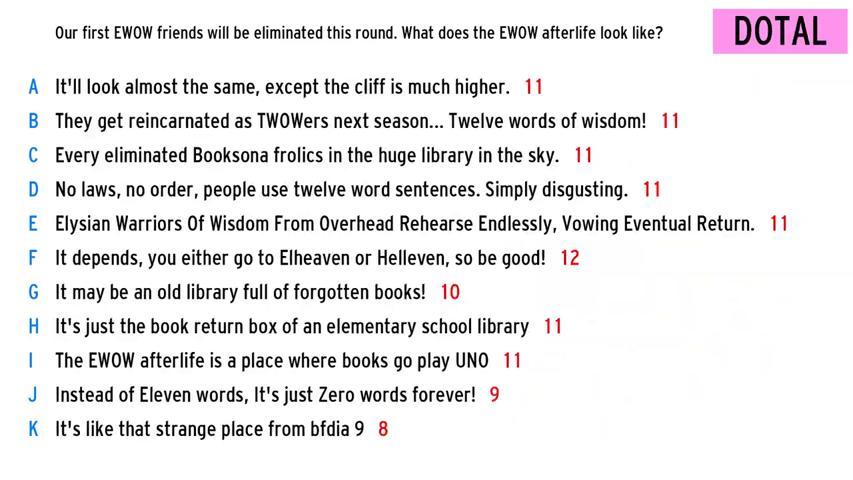 Our first EWOW friends will be eliminated this round. What does the EWOW afterlife look like?
DOTAL
A It'll look almost the same, except the cliff is much higher. 11
B They get reincarnated as TWOWers next season... Twelve words of wisdom! 11
C Every eliminated Booksona frolics in the huge library in the sky. 11
D No laws, no order, people use twelve word sentences. Simply disgusting. 11
E Elysian Warriors Of Wisdom From Overhead Rehearse Endlessly, Vowing Eventual Return. 11
F It depends, you either go to Elheaven or Helleven, so be good! 12
G It may be an old library full of forgotten books! 10
H It's just the book return box of an elementary school library 11
I The EWOW afterlife is a place where books go play UNO 11
J Instead of Eleven words, It's just Zero words forever! 9
K It's like that strange place from bfdia 9 8